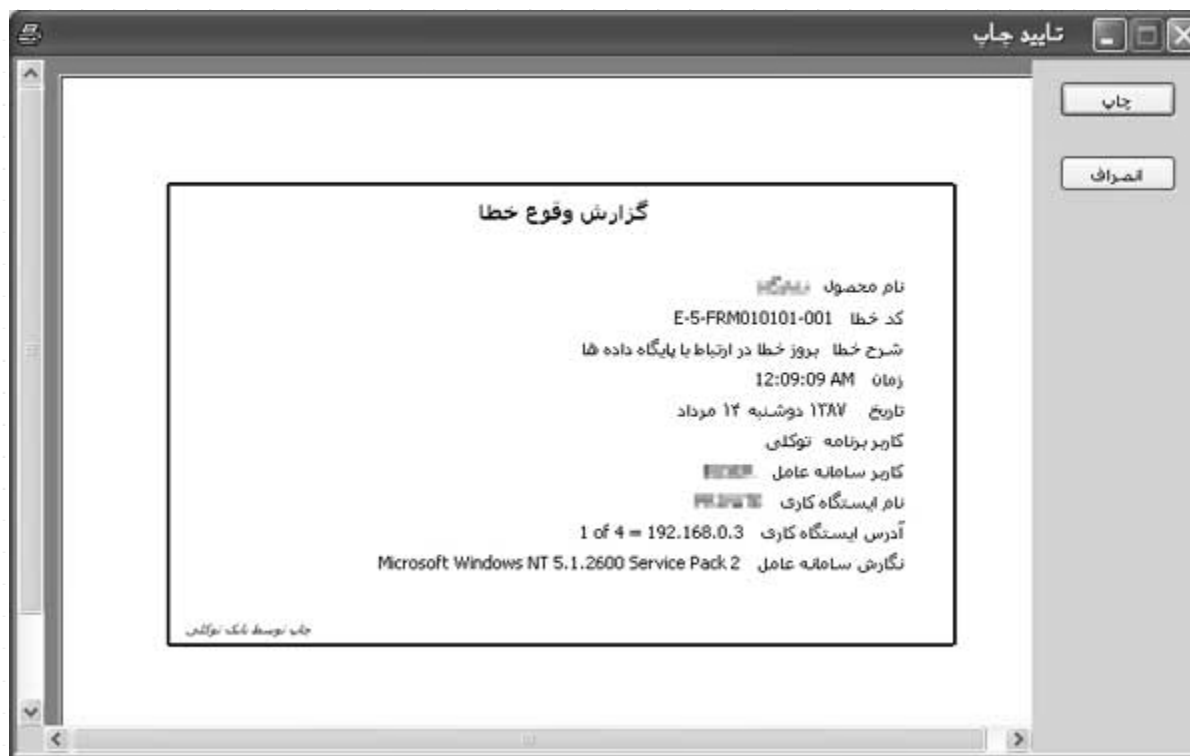 تایید چاپ
چاپ
انصراف
گزارش وقوع خطا
نام محصول
کد خطا E-5-FRM010101-001
شرح خطا بروز خطا در ارتباط با پایگاه داده ها
زمان 12:09:09 AM
تاریخ ۱۳۸۷ دوشنبه ۱۴ مرداد
کاربر برنامه توکلی
کاربر سامانه عامل
نام ایستگاه کاری
آدرس ایستگاه کاری 1 of 4 = 192.168.0.3
نگارش سامانه عامل Microsoft Windows NT 5.1.2600 Service Pack 2
چاپ توسط بابک توکلی